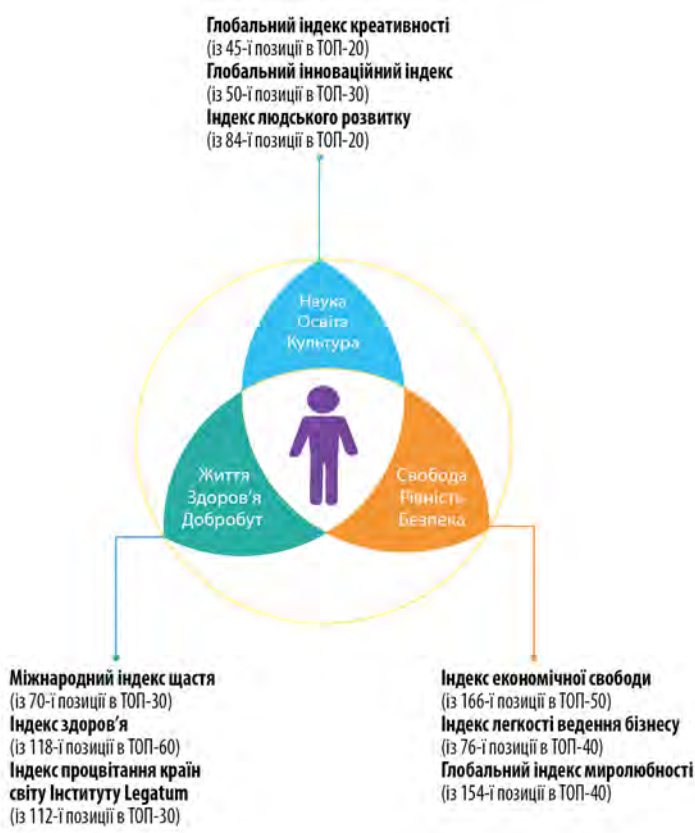 Глобальний індекс креативності
(із 45-ї позиції в ТОП-20)
Глобальний інноваційний індекс
(із 50-ї позиції в ТОП-30)
Індекс людського розвитку
(із 84-ї позиції в ТОП-20)
Наука
Освіта
Культура
Життя
Здоров'я
Добробут
Свобода
Рівність
Безпека
Міжнародний індекс щастя
(із 70-ї позиції в ТОП-30)
Індекс здоров'я
(із 118-ї позиції в ТОП-60)
Індекс процвітання країн
світу Інституту Legatum
(із 112-ї позиції в ТОП-30)
Індекс економічної свободи
(із 166-ї позиції в ТОП-50)
Індекс легкості ведення бізнесу
(із 76-ї позиції в ТОП-40)
Глобальний індекс миролюбності
(із 154-ї позиції в ТОП-40)